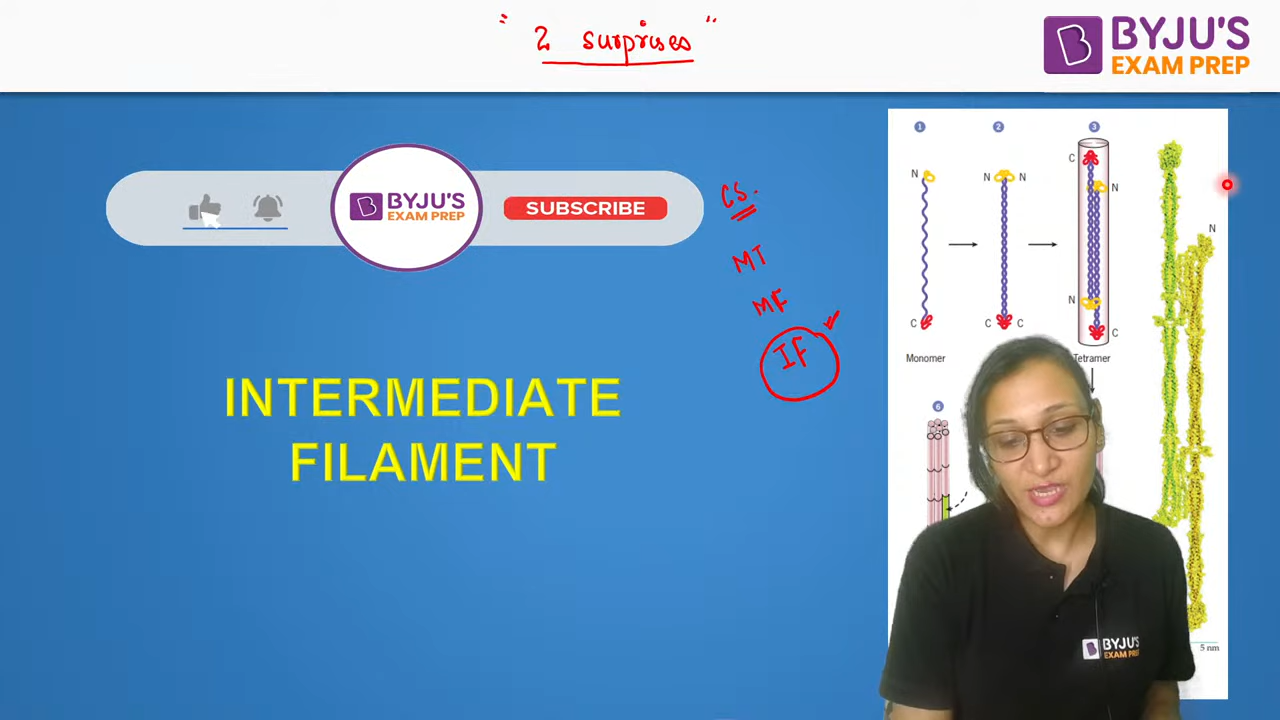 " 2 surprises "
BYJU'S
EXAM PREP
BYJU'S
EXAM PREP
SUBSCRIBE
CS.
MT
MF
IF
INTERMEDIATE
FILAMENT
1
2
3
N
N
N
C
N
N
C
C
C
N
C
Monomer
Tetramer
6
N
5 nm
BYJU'S
EXAM PREP